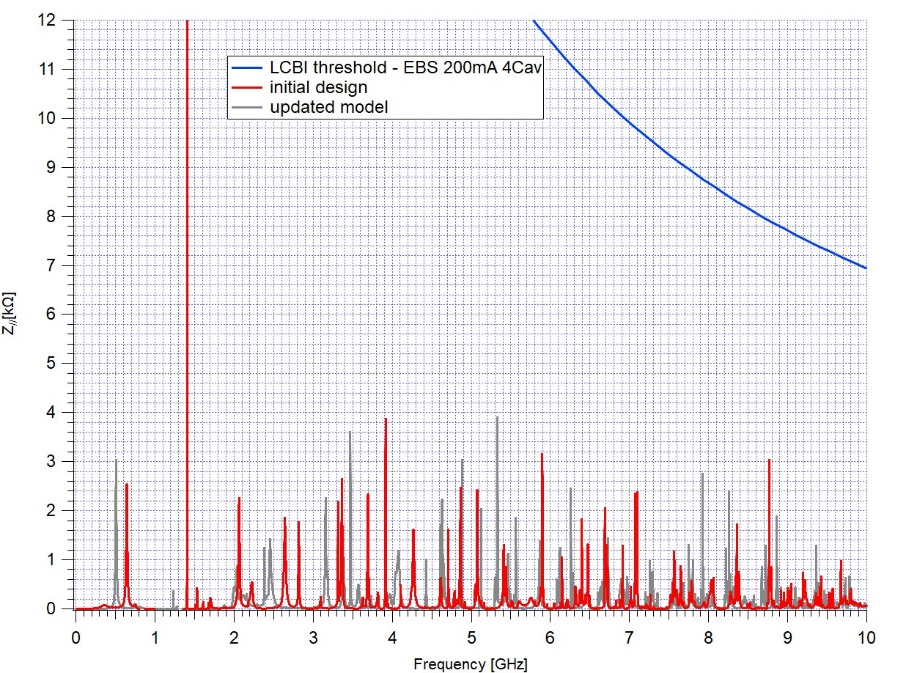 12
11
10
9
8
7
6
5
4
3
2
1
0
Z//[kΩ]
LCBI threshold - EBS 200mA 4Cav
initial design
updated model
0 1 2 3 4 5 6 7 8 9 10
Frequency [GHz]